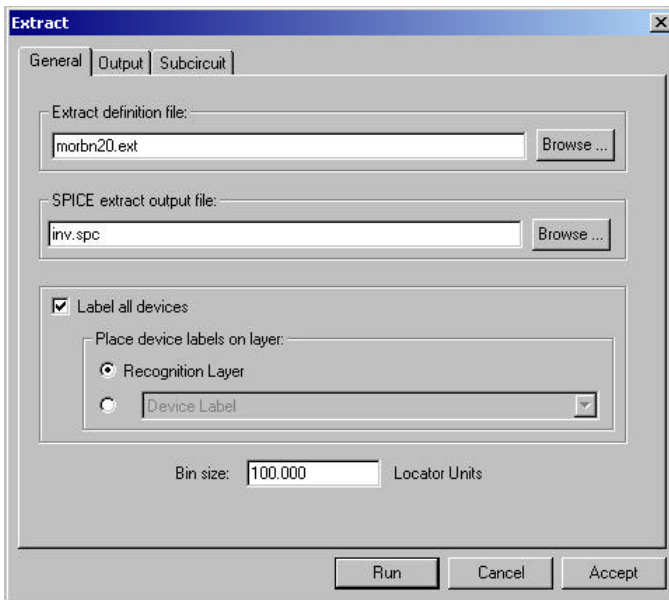 Extract
General Output Subcircuit
Extract definition file:
morbn20.ext Browse ...
SPICE extract output file:
inv.spc Browse ...
Label all devices
Place device labels on layer:
Recognition Layer
Device Label
Bin size: 100.000 Locator Units
Run Cancel Accept